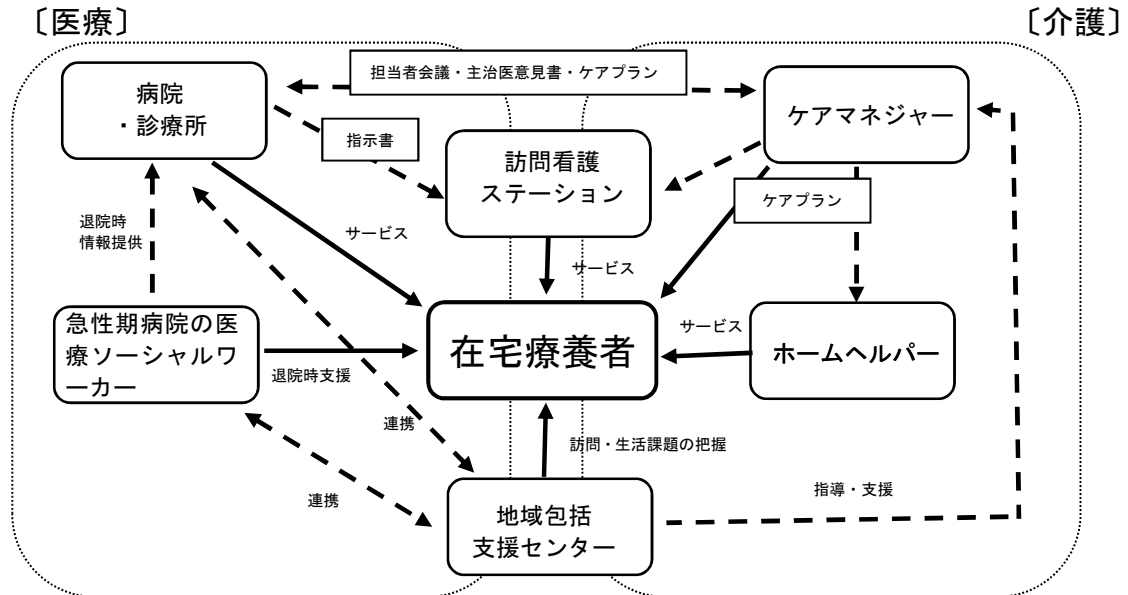 〔医療〕
〔介護〕
担当者会議・主治医意見書・ケアプラン
病院
・診療所
ケアマネジャー
指示書
訪問看護
ステーション
ケアプラン
退院時
情報提供
サービス
サービス
急性期病院の医
療ソーシャルワ
ーカー
在宅療養者
サービス
ホームヘルパー
退院時支援
連携
訪問・生活課題の把握
連携
地域包括
支援センター
指導・支援